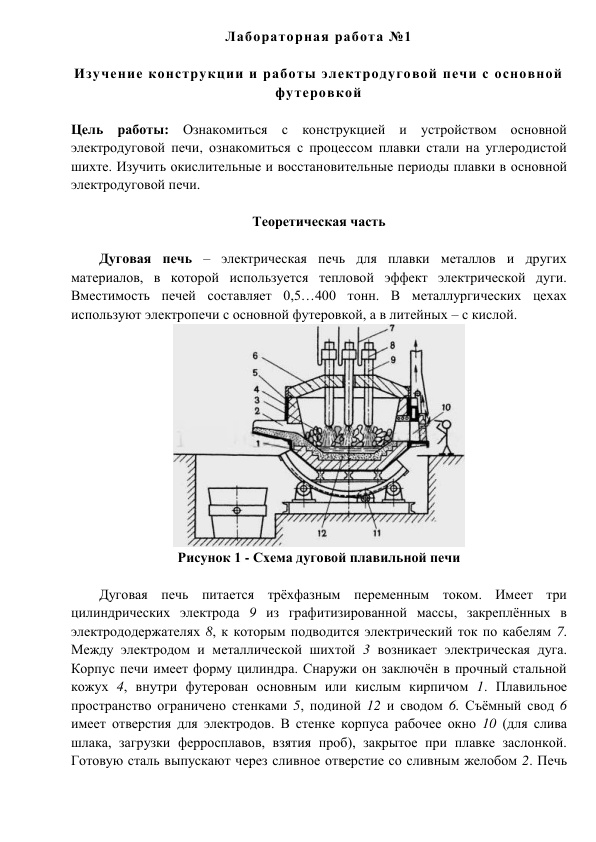 Лабораторная работа №1
Изучение конструкции и работы электродуговой печи с основной
футеровкой
Цель работы: Ознакомиться с конструкцией и устройством основной
электродуговой печи, ознакомиться с процессом плавки стали на углеродистой
шихте. Изучить окислительные и восстановительные периоды плавки в основной
электродуговой печи.
Теоретическая часть
Дуговая печь – электрическая печь для плавки металлов и других
материалов, в которой используется тепловой эффект электрической дуги.
Вместимость печей составляет 0,5…400 тонн. В металлургических цехах
используют электропечи с основной футеровкой, а в литейных – с кислой.
7
8
9
6
5
4
3
2
1
10
12
11
Рисунок 1 - Схема дуговой плавильной печи
Дуговая печь питается трёхфазным переменным током. Имеет три
цилиндрических электрода 9 из графитизированной массы, закреплённых в
электрододержателях 8, к которым подводится электрический ток по кабелям 7.
Между электродом и металлической шихтой 3 возникает электрическая дуга.
Корпус печи имеет форму цилиндра. Снаружи он заключён в прочный стальной
кожух 4, внутри футерован основным или кислым кирпичом 1. Плавильное
пространство ограничено стенками 5, подиной 12 и сводом 6. Съёмный свод 6
имеет отверстия для электродов. В стенке корпуса рабочее окно 10 (для слива
шлака, загрузки ферросплавов, взятия проб), закрытое при плавке заслонкой.
Готовую сталь выпускают через сливное отверстие со сливным желобом 2. Печь